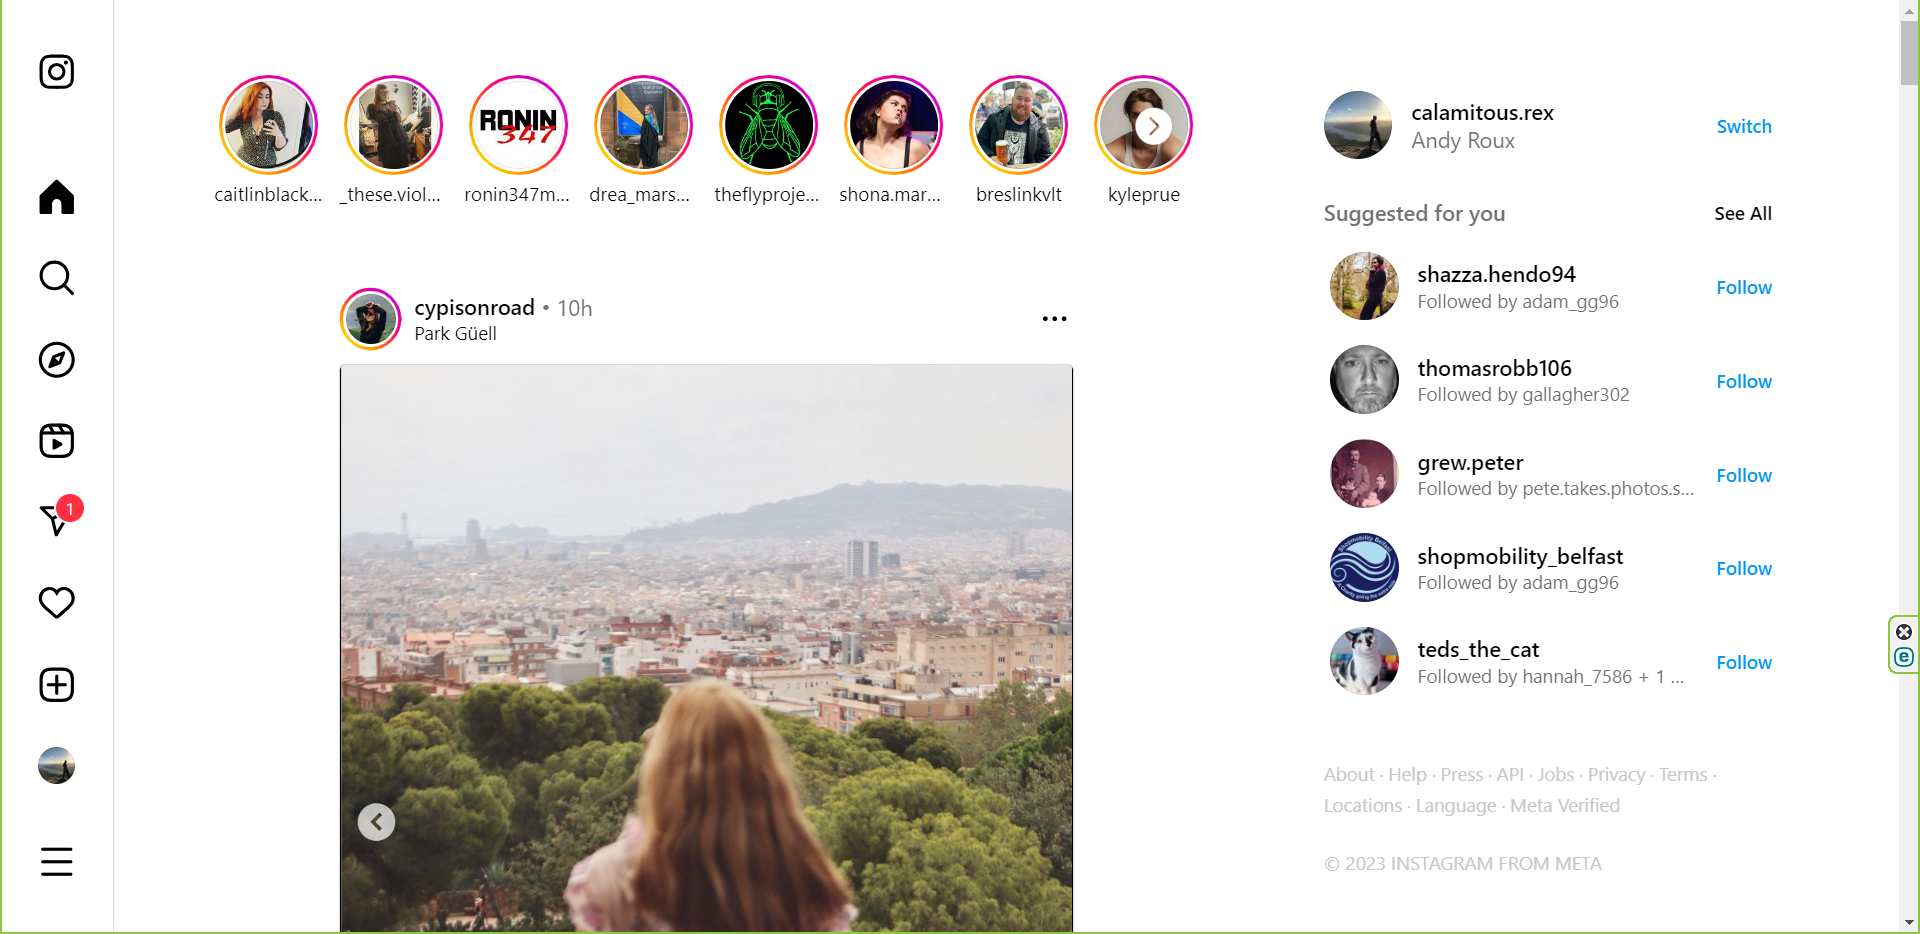 RONIN
347
caitlinblack...
_these.viol...
ronin347m...
drea_mars...
theflyproje...
shona.mar...
breslinkvlt
kyleprue
cypisonroad • 10h
Park Güell
1
calamitous.rex
Andy Roux
Switch
Suggested for you
See All
shazza.hendo94
Followed by adam_gg96
Follow
thomasrobb106
Followed by gallagher302
Follow
grew.peter
Followed by pete.takes.photos.s...
Follow
shopmobility_belfast
Followed by adam_gg96
Follow
teds_the_cat
Followed by hannah_7586 + 1 ...
Follow
About · Help · Press · API · Jobs · Privacy · Terms ·
Locations · Language · Meta Verified
© 2023 INSTAGRAM FROM META